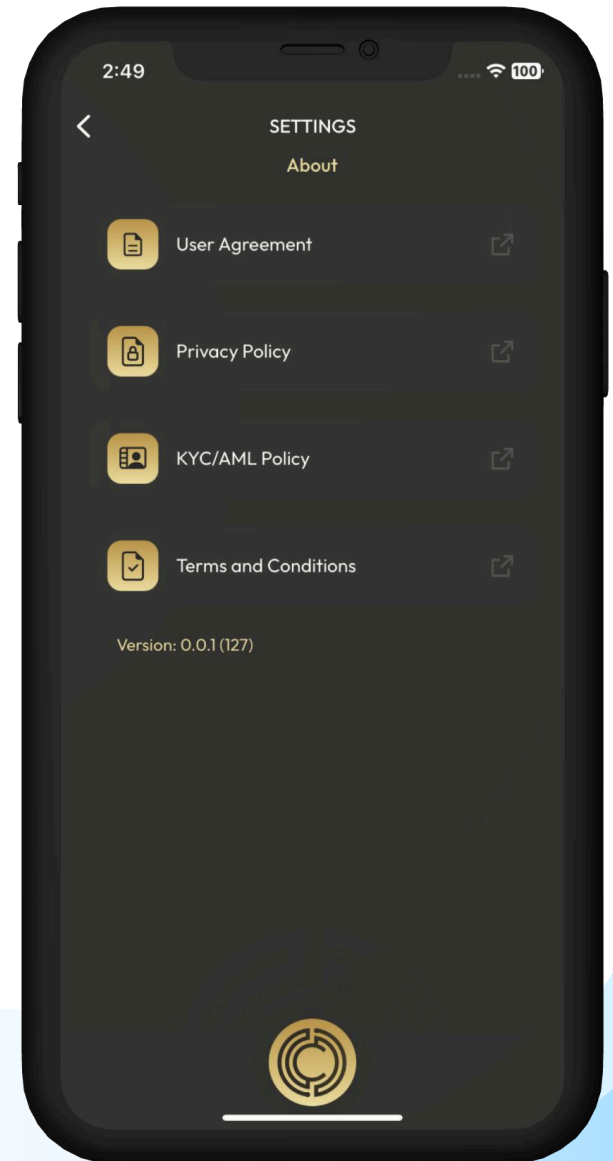 2:49
100
SETTINGS
About
User Agreement
Privacy Policy
KYC/AML Policy
Terms and Conditions
Version: 0.0.1 (127)